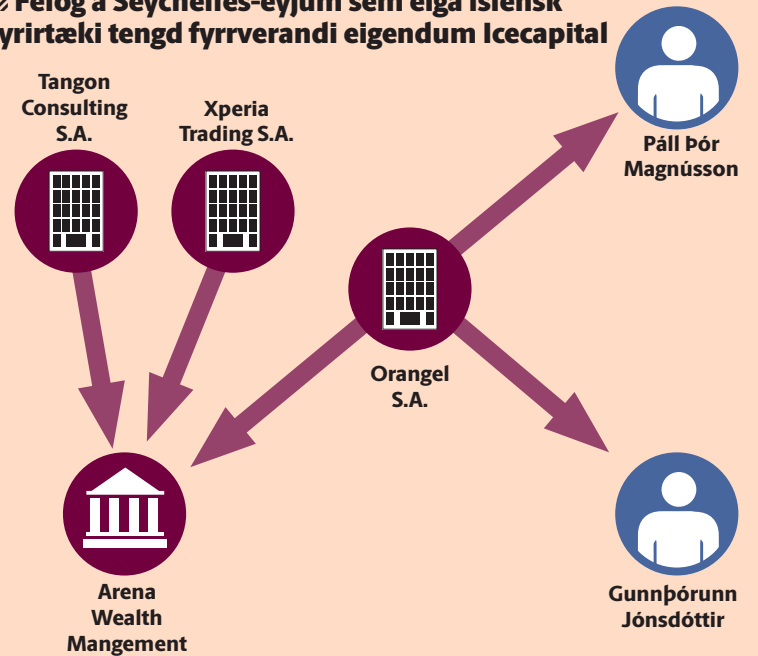 Félög á Seychelles-eyjum sem eiga íslensk
fyrirtæki tengd fyrrverandi eigendum Icecapital
Tangon
Consulting
S.A.
Xperia
Trading S.A.
Páll Þór
Magnússon
Orangel
S.A.
Arena
Wealth
Mangement
Gunnþórunn
Jónsdóttir